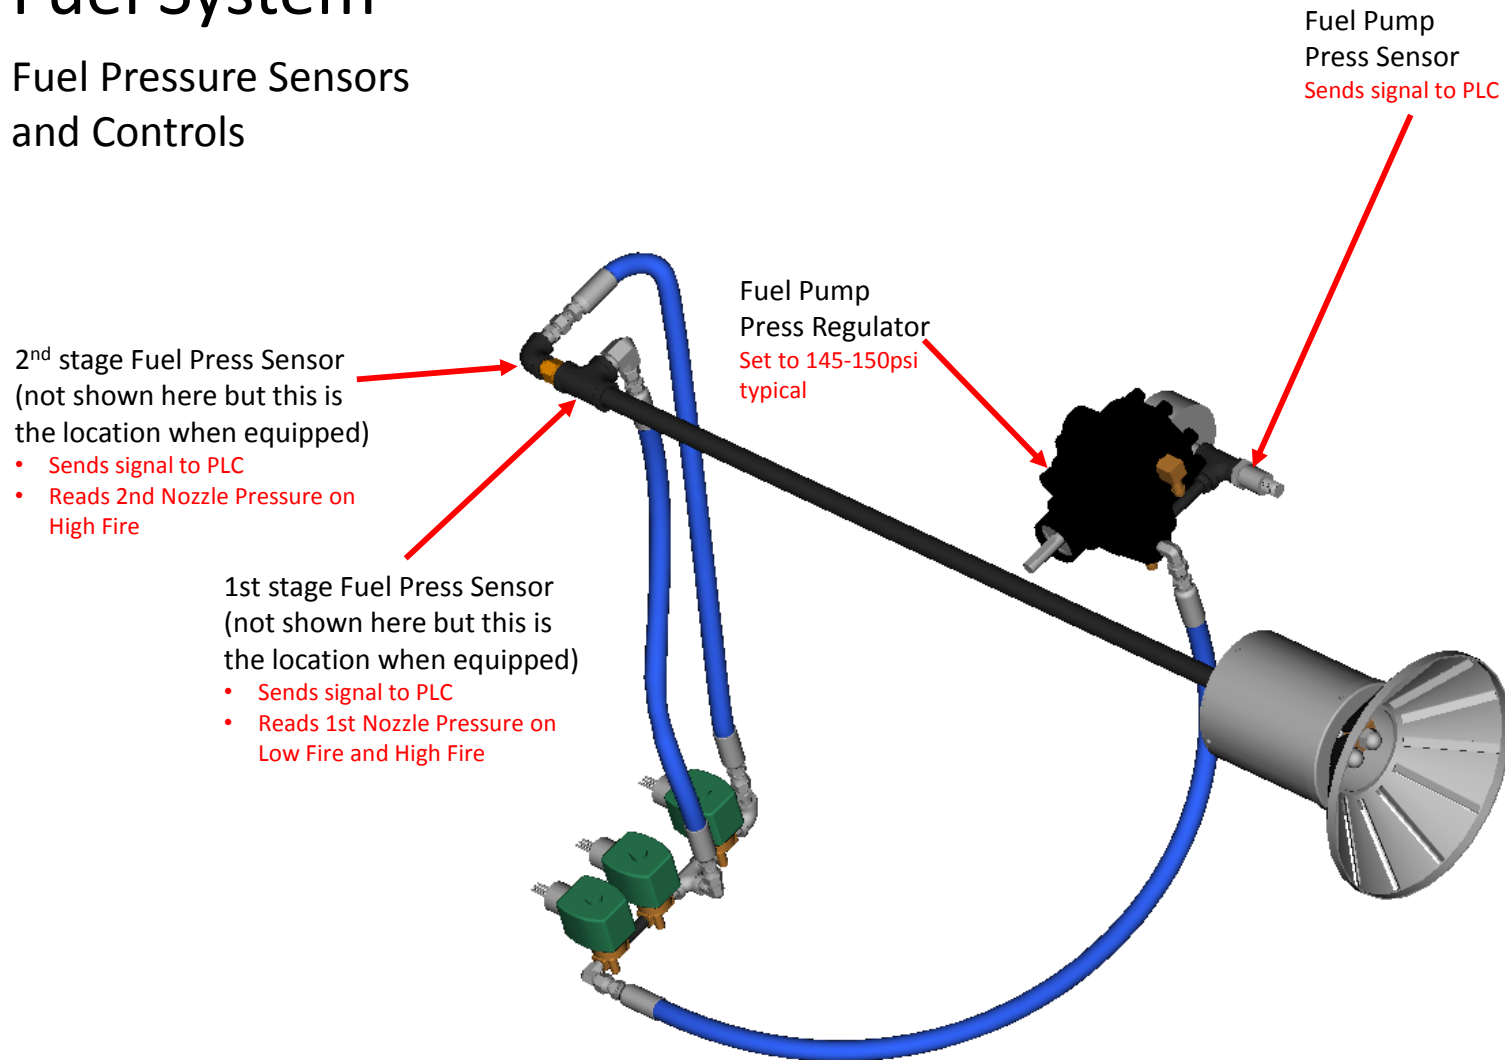 Fuel System
Fuel Pressure Sensors
and Controls
Fuel Pump
Press Sensor
Sends signal to PLC
Fuel Pump
Press Regulator
Set to 145-150psi
typical
2nd stage Fuel Press Sensor
(not shown here but this is
the location when equipped)
• Sends signal to PLC
• Reads 2nd Nozzle Pressure on
High Fire
1st stage Fuel Press Sensor
(not shown here but this is
the location when equipped)
• Sends signal to PLC
• Reads 1st Nozzle Pressure on
Low Fire and High Fire